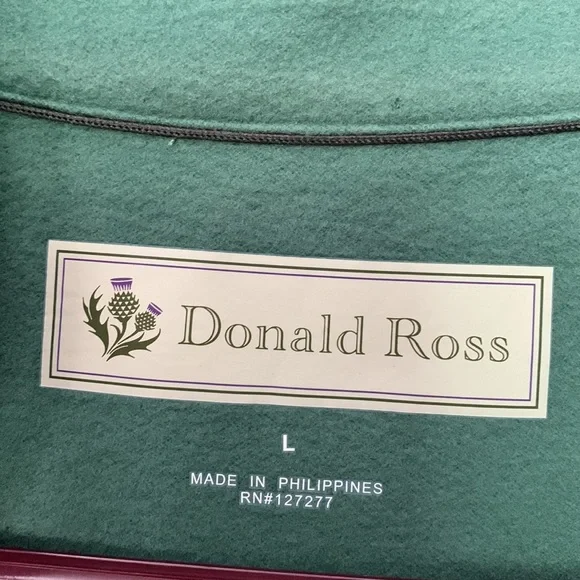 Donald Ross
L
MADE IN PHILIPPINES
RN#127277